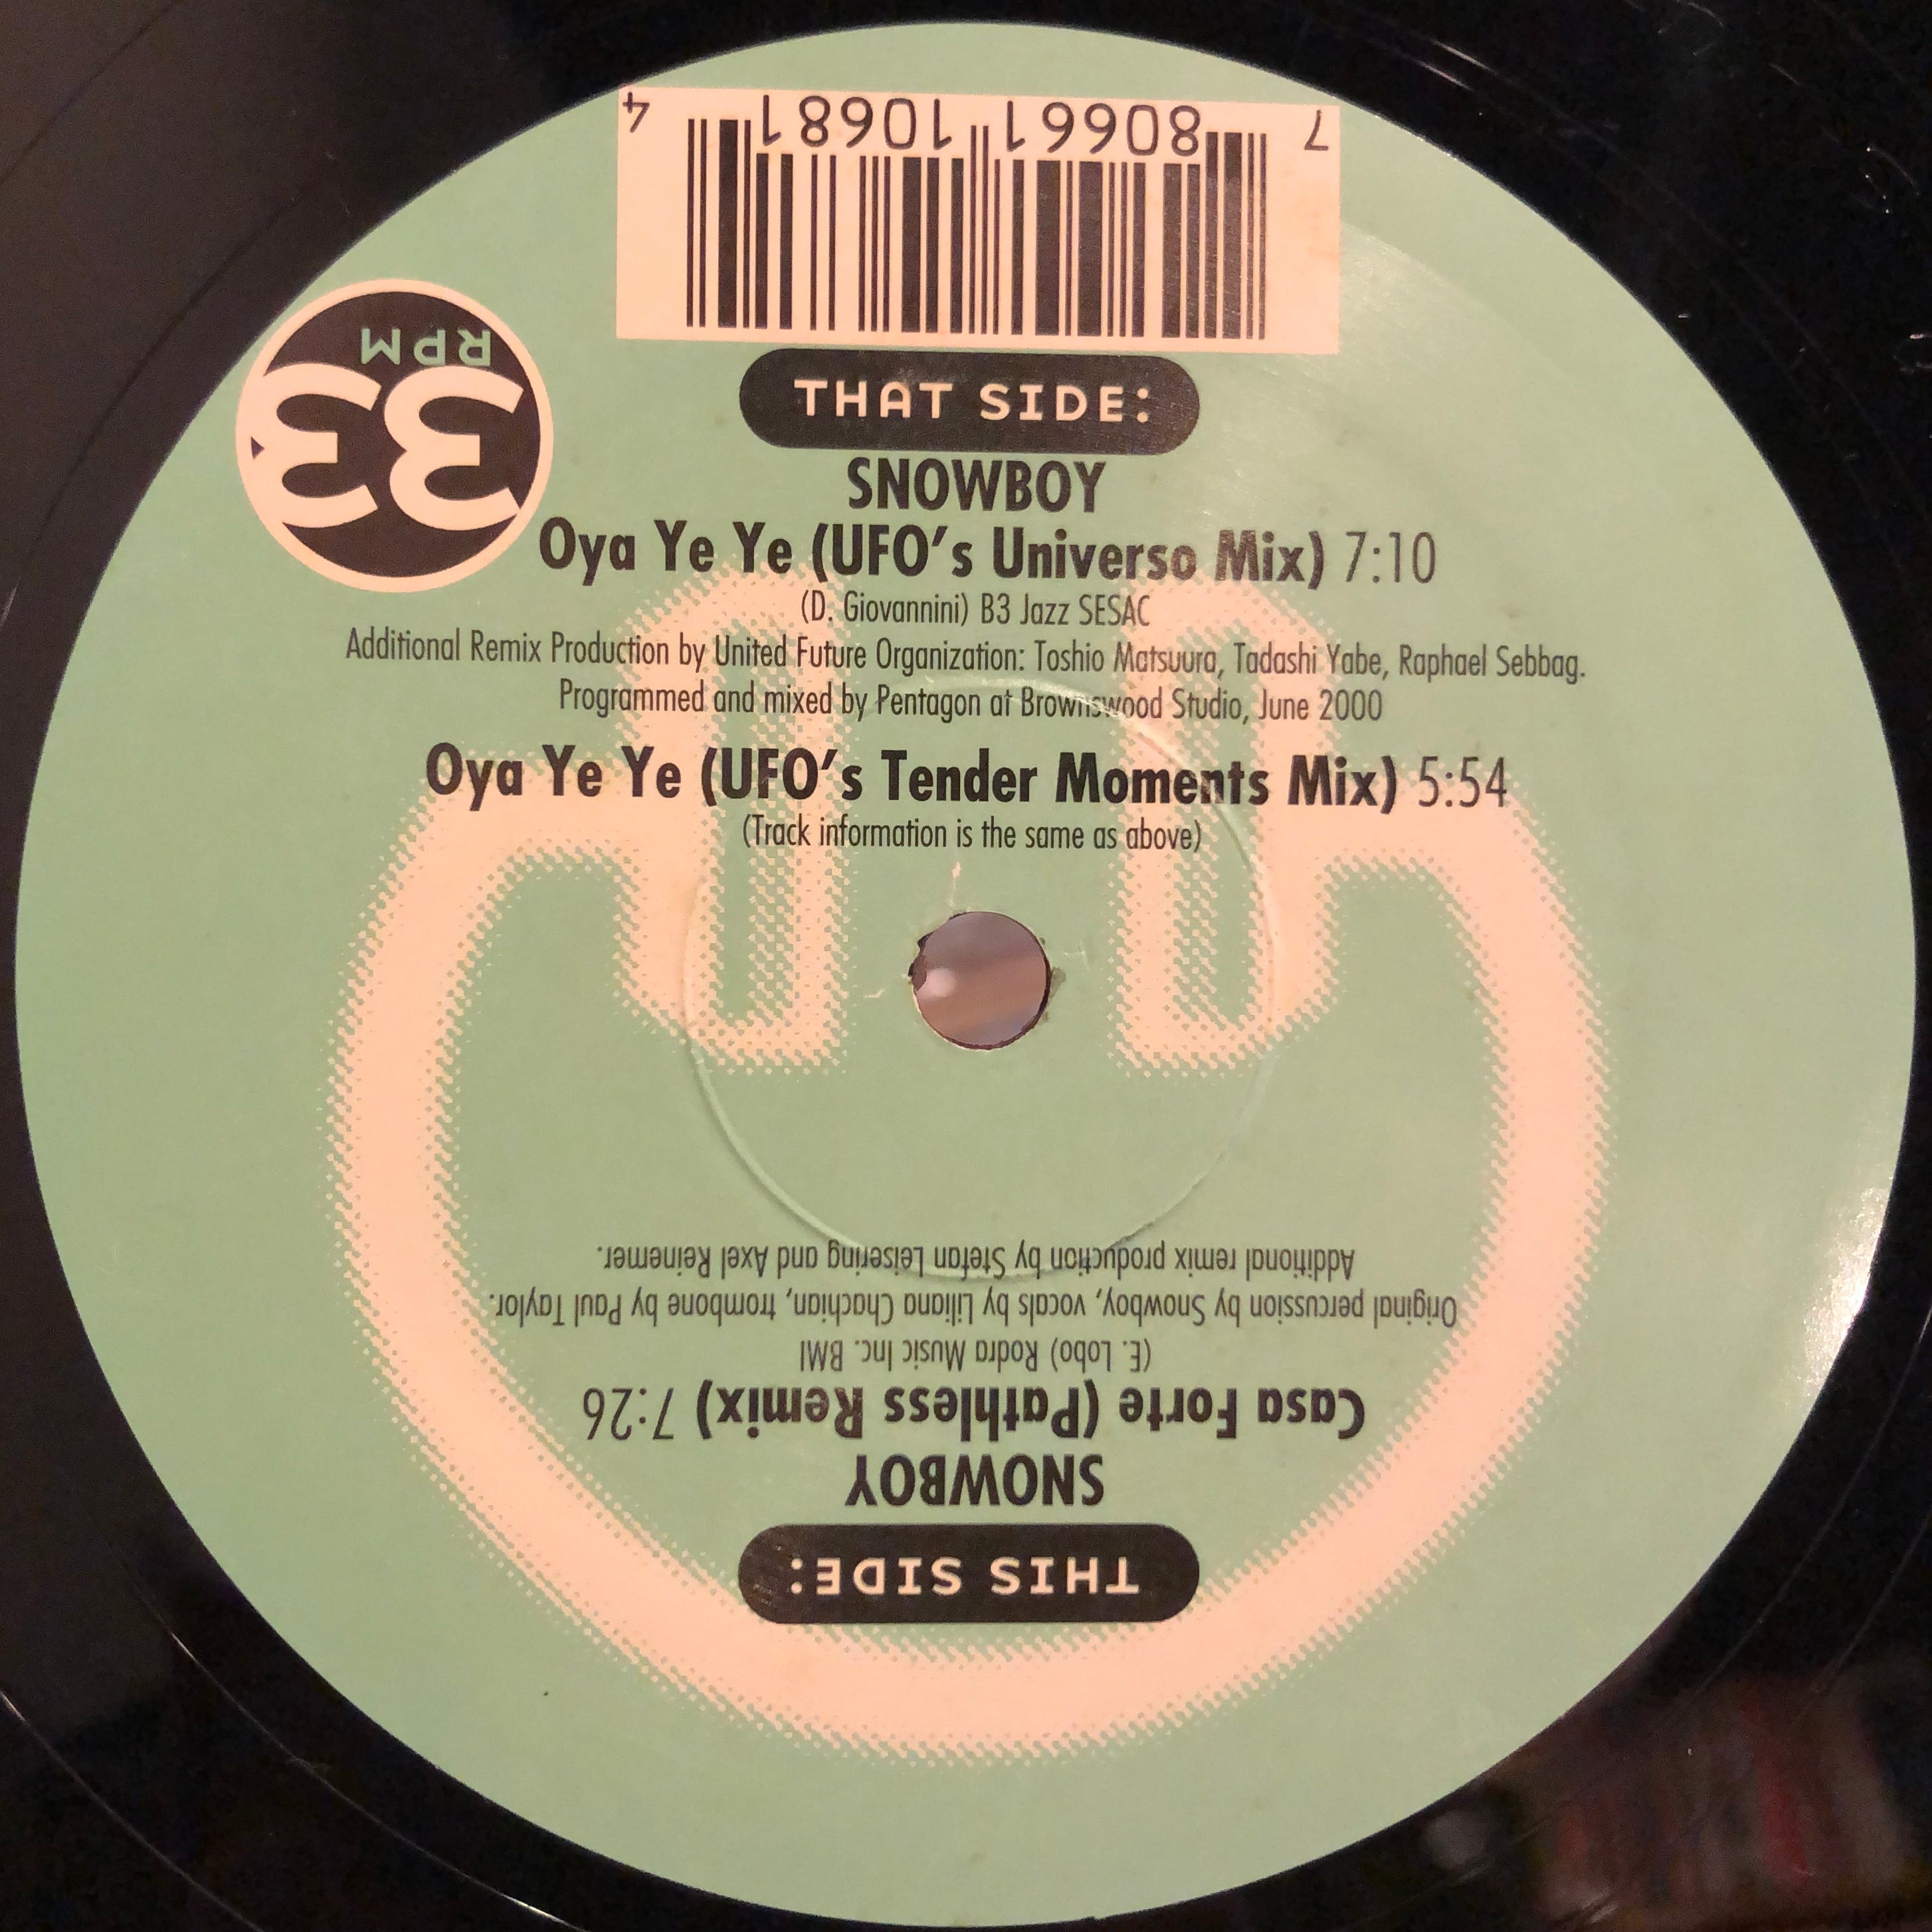 7 80661 10681 4
33
RPM
THAT SIDE:
SNOWBOY
Oya Ye Ye (UFO's Universo Mix) 7:10
(D. Giovannini) B3 Jazz SESAC
Additional Remix Production by United Future Organization: Toshio Matsuura, Tadashi Yabe, Raphael Sebbag.
Programmed and mixed by Pentagon at Brownswood Studio, June 2000
Oya Ye Ye (UFO's Tender Moments Mix) 5:54
(Track information is the same as above)
THIS SIDE:
SNOWBOY
Casa Forte (Pathless Remix) 7:26
(E. Lobo) Rodra Music Inc. BMI
Original percussion by Snowboy, vocals by Liliana Chachian, trombone by Paul Taylor.
Additional remix production by Stefan Leisering and Axel Reinemer.